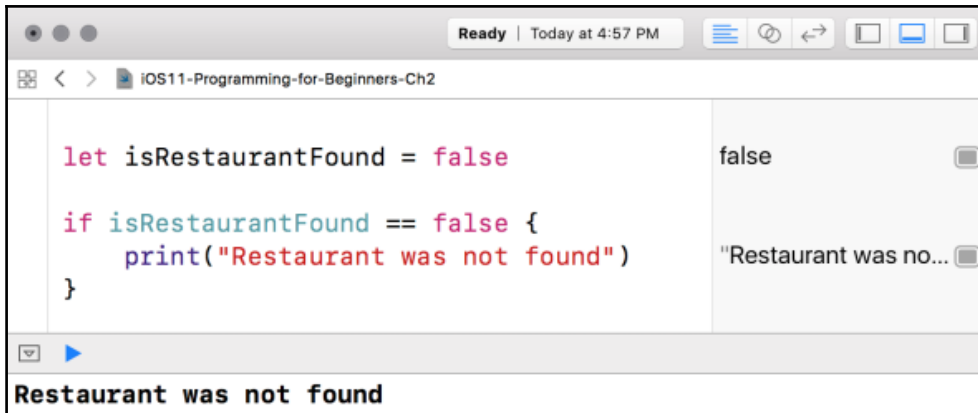 Ready | Today at 4:57 PM
iOS11-Programming-for-Beginners-Ch2
let isRestaurantFound = false
false
if isRestaurantFound == false {
print("Restaurant was not found")
"Restaurant was no...
}
Restaurant was not found